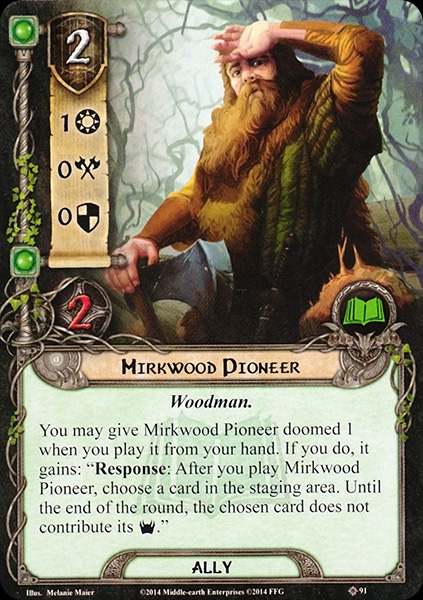 2
1
0
0
2
Mirkwood Pioneer
Woodman.
You may give Mirkwood Pioneer doomed 1
when you play it from your hand. If you do, it
gains: “Response: After you play Mirkwood
Pioneer, choose a card in the staging area. Until
the end of the round, the chosen card does not
contribute its .”
ALLY
Illus. Melanie Maier ©2014 Middle-earth Enterprises ©2014 FFG 91